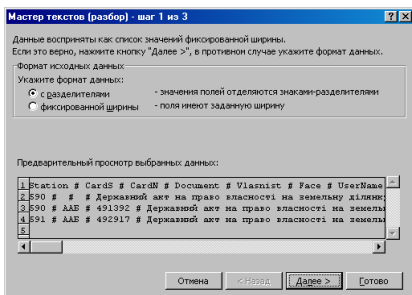 Мастер текстов (разбор) - шаг 1 из 3
Данные восприняты как список значений фиксированной ширины.
Если это верно, нажмите кнопку "Далее >", в противном случае укажите формат данных.
Формат исходных данных
Укажите формат данных:
с разделителями - значения полей отделяются знаками-разделителями
фиксированной ширины - поля имеют заданную ширину
Предварительный просмотр выбранных данных:
1 Station # CardS # CardN # Document # Vlasnist # Face # UserName
2 590 # # # Державний акт на право власності на земельну ділянк
3 590 # ААБ # 491392 # Державний акт на право власності на земель
4 591 # ААБ # 492917 # Державний акт на право власності на земель
5
Отмена < Назад Далее > Готово